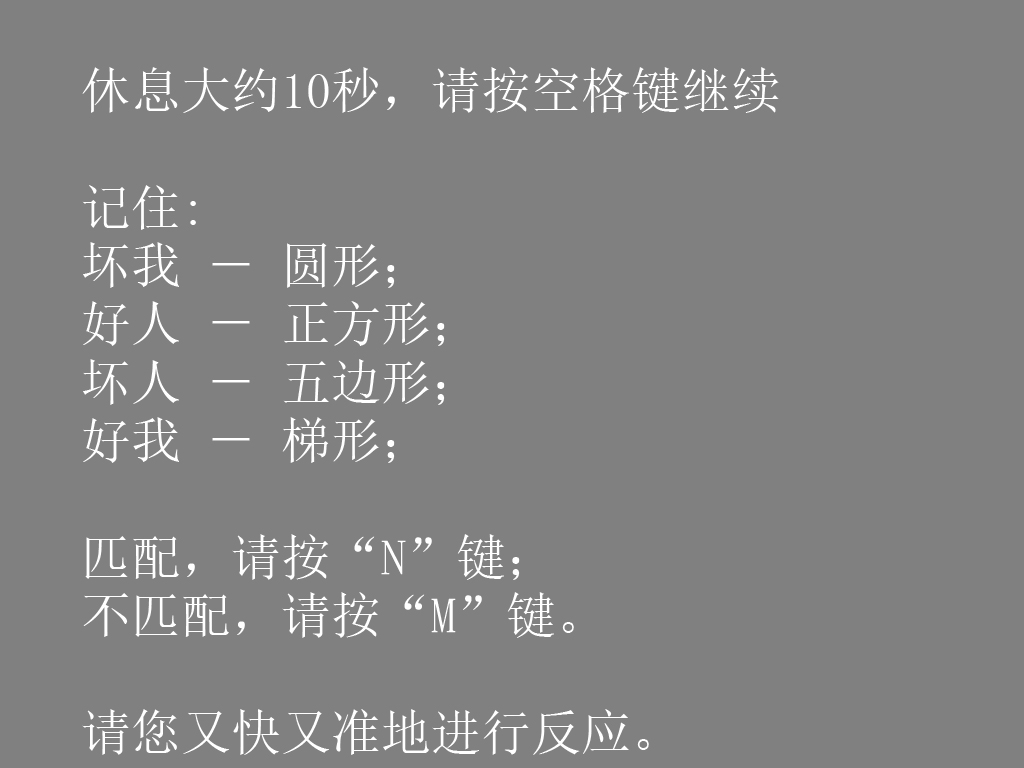 休息大约10秒，请按空格键继续
记住:
坏我 － 圆形；
好人 － 正方形；
坏人 － 五边形；
好我 － 梯形；
匹配，请按“N”键；
不匹配，请按“M”键。
请您又快又准地进行反应。